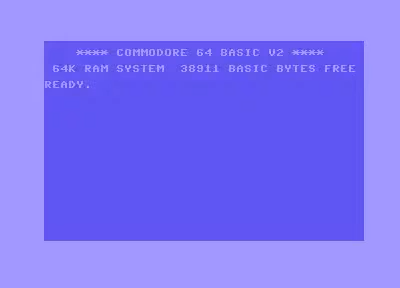 **** COMMODORE 64 BASIC V2 ****
64K RAM SYSTEM  38911 BASIC BYTES FREE
READY.